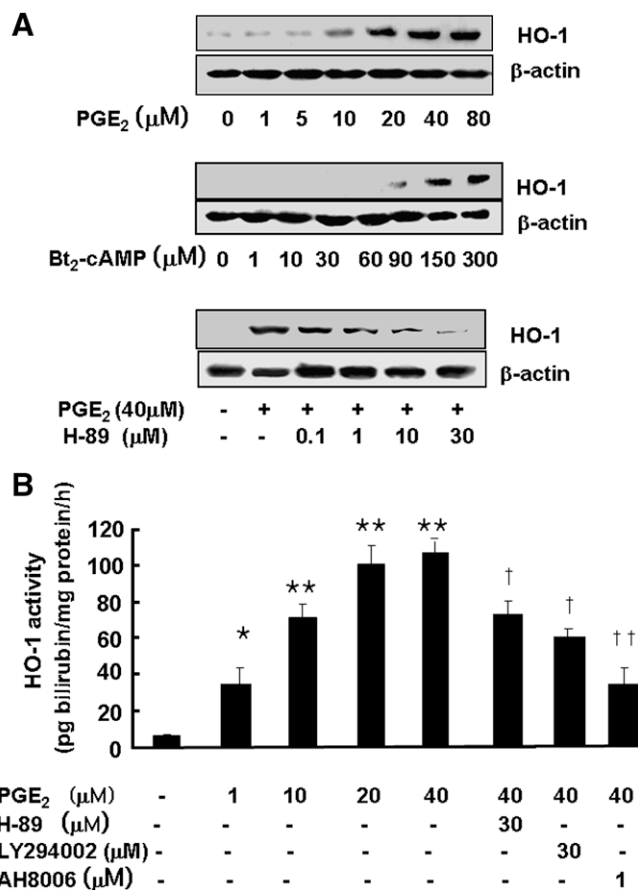 A
HO-1
β-actin
PGE₂ (μM) 0 1 5 10 20 40 80
HO-1
β-actin
Bt₂-cAMP (μM) 0 1 10 30 60 90 150 300
HO-1
β-actin
PGE₂ (40μM) - + + + + +
H-89 (μM) - - 0.1 1 10 30
B
HO-1 activity
(pg bilirubin/mg protein/h)
120
100
80
60
40
20
0
* ** ** ** † † ††
PGE₂ (μM) - 1 10 20 40 40 40 40
H-89 (μM) - - - - - 30 - -
LY294002 (μM) - - - - - - 30 -
AH8006 (μM) - - - - - - - 1